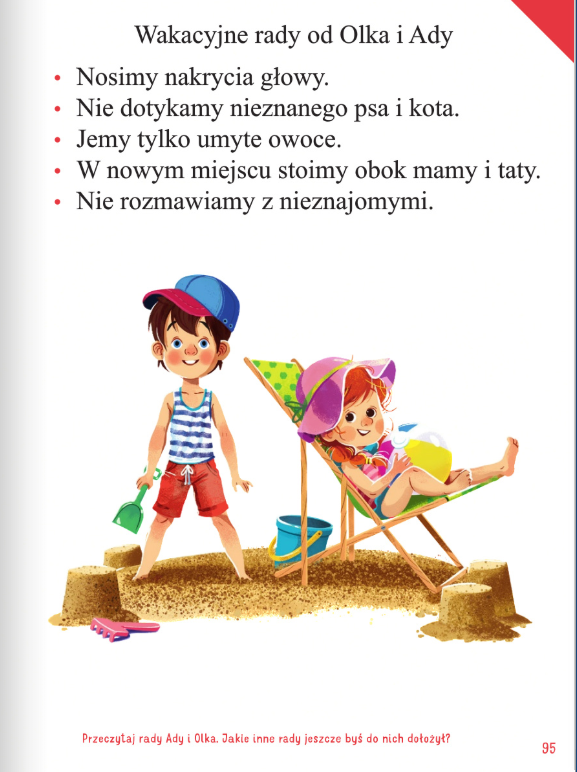 Wakacyjne rady od Olka i Ady
• Nosimy nakrycia głowy.
• Nie dotykamy nieznanego psa i kota.
• Jemy tylko umyte owoce.
• W nowym miejscu stoimy obok mamy i taty.
• Nie rozmawiamy z nieznajomymi.
Przeczytaj rady Ady i Olka. Jakie inne rady jeszcze byś do nich dołożył?
95